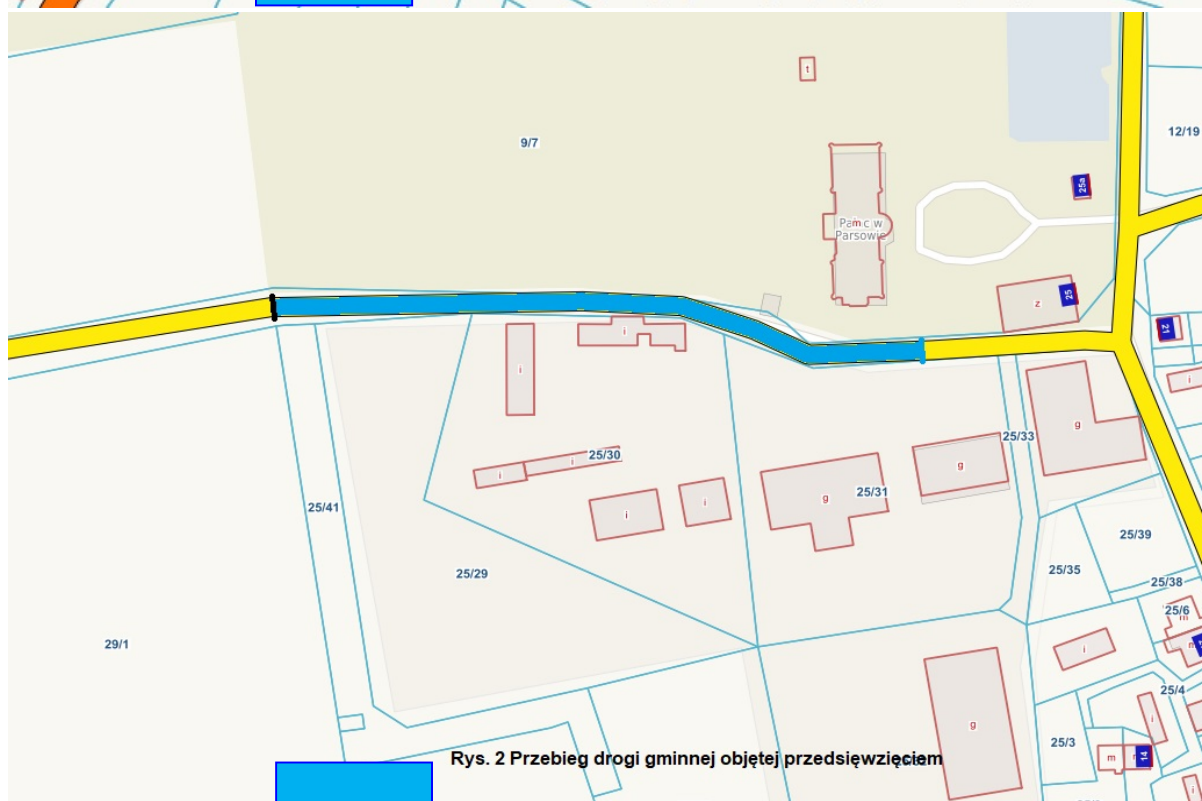 t
9/7
12/19
25a
Pałac w
m
Parsowie
25
z
21
i
i
i
g
25/33
25/30
i
i
g
g
25/31
i
i
25/41
25/39
25/29
25/35
25/38
25/6
m
29/1
i
m
25/4
i
g
25/3
m
14
i
Rys. 2 Przebieg drogi gminnej objętej przedsięwzięciem